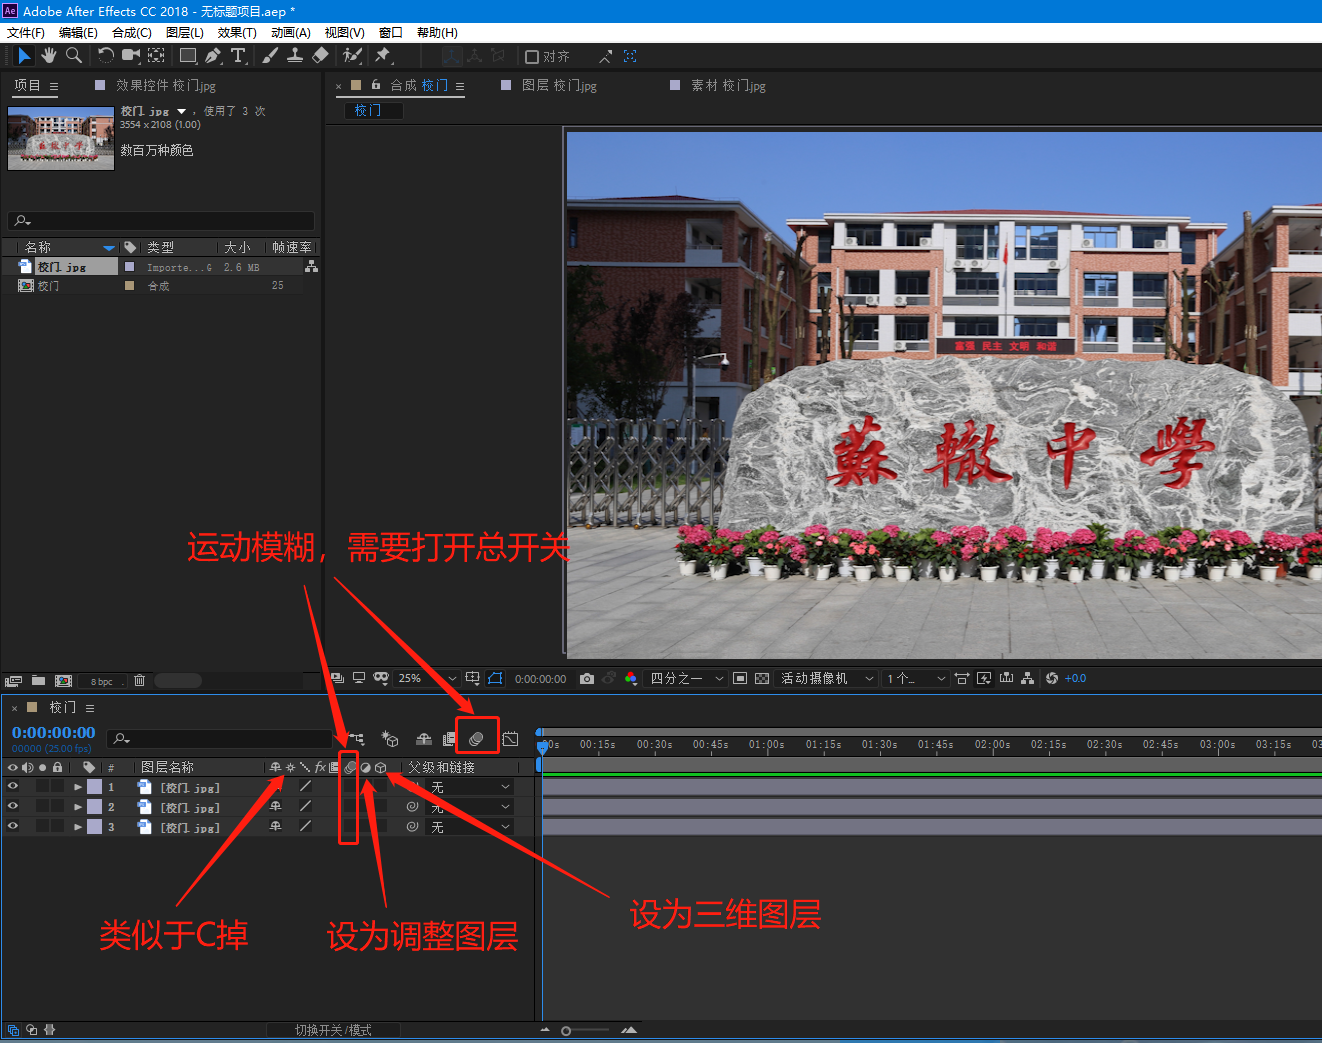 Adobe After Effects CC 2018 - 无标题项目.aep *
文件(F) 编辑(E) 合成(C) 图层(L) 效果(T) 动画(A) 视图(V) 窗口 帮助(H)
对齐
项目 效果控件 校门.jpg
合成 校门 图层 校门.jpg 素材 校门.jpg
校门
校门.jpg , 使用了 3 次
3554 x 2108 (1.00)
数百万种颜色
名称 类型 大小 帧速率
校门.jpg Importe...G 2.6 MB
校门 合成 25
富强 民主 文明 和谐
蘇轍中學
运动模糊，需要打开总开关
8 bpc
25% 0:00:00:00 四分之一 活动摄像机 1 个... +0.0
校门
0:00:00:00
00000 (25.00 fps)
00s 00:15s 00:30s 00:45s 01:00s 01:15s 01:30s 01:45s 02:00s 02:15s 02:30s 02:45s 03:00s 03:15s 03
# 图层名称 fx 父级和链接
1 [校门.jpg] 无
2 [校门.jpg] 无
3 [校门.jpg] 无
类似于C掉
设为调整图层
设为三维图层
切换开关/模式